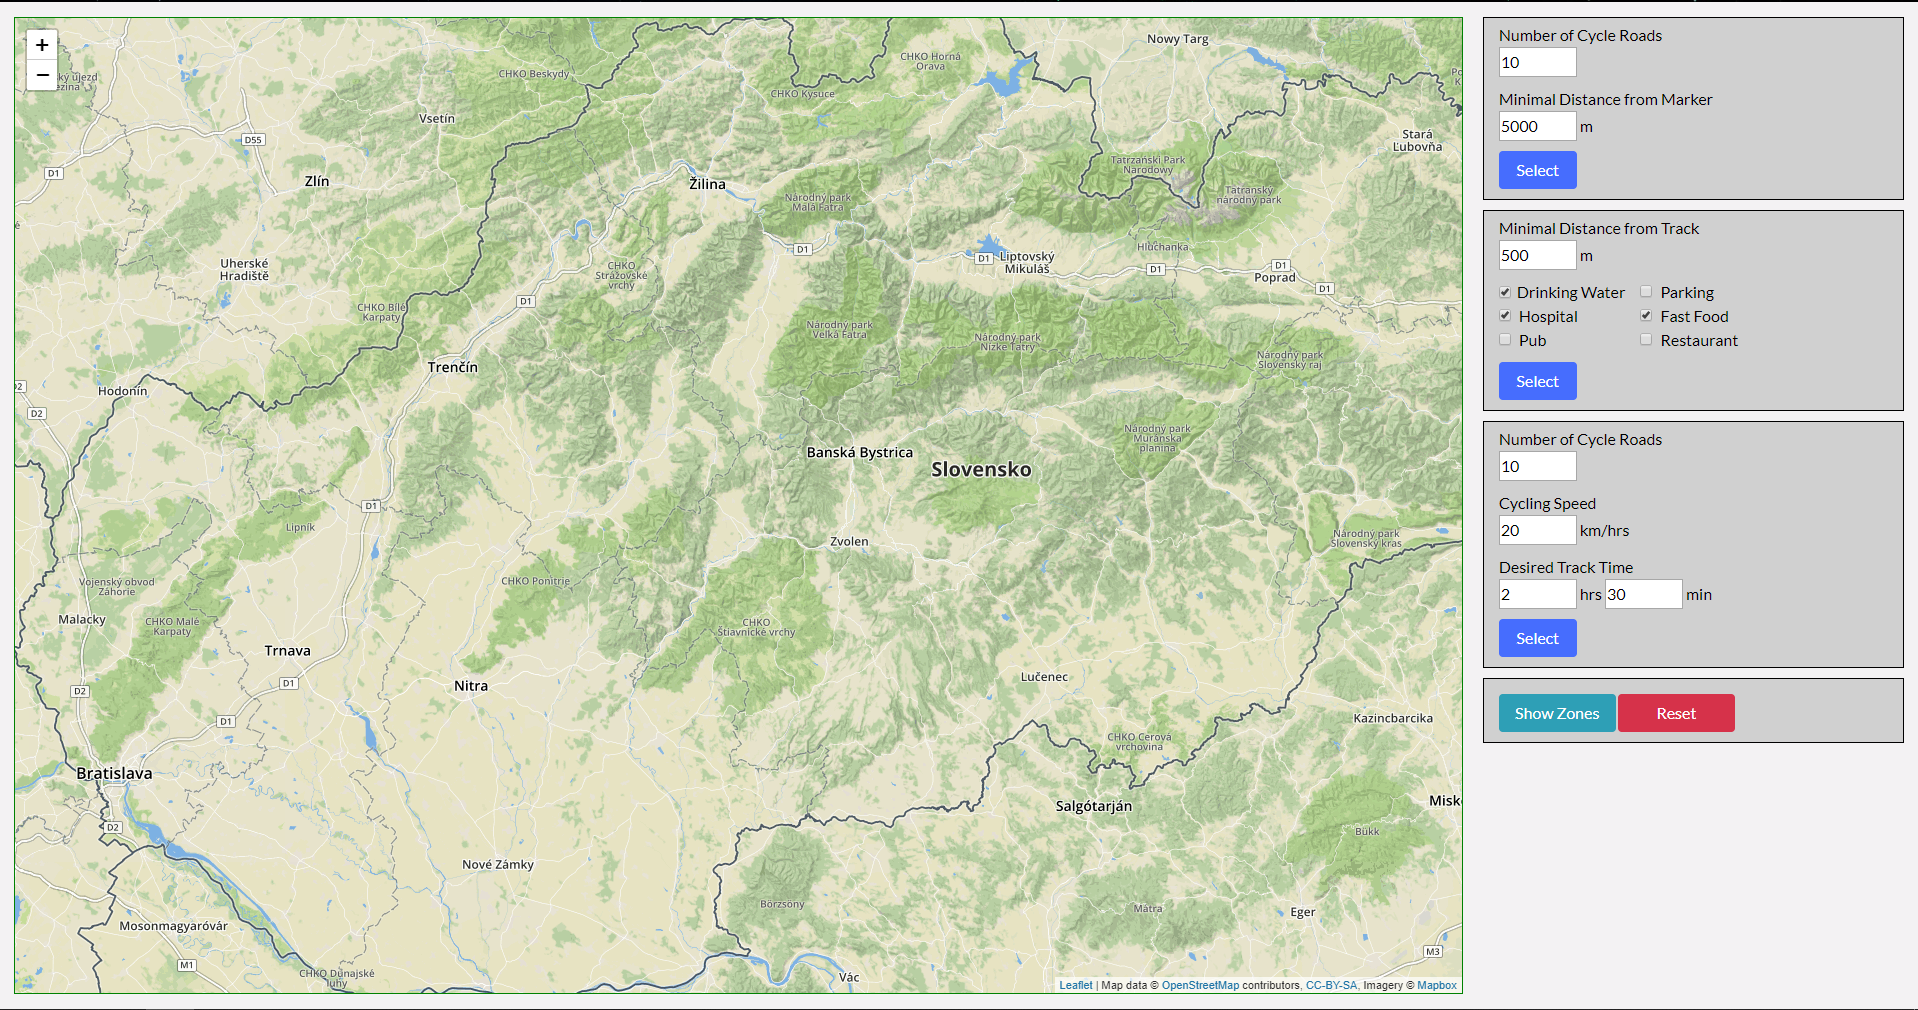 +
−
CHKO Beskydy
CHKO Horná
Orava
Nowy Targ
ký újezd
CHKO Kysuce
Vsetín
D55
Stará
Ľubovňa
D1
Zlín
Žilina
Tatrzański Park
Narodowy
Národný park
Malá Fatra
Tatranský
národný park
Hlúchanka
D1
Uherské
Hradiště
CHKO
Strážovské
vrchy
D1
Liptovský
Mikuláš
D1
D1
Poprad
D1
D1
CHKO Bílé
Karpaty
Národný park
Veľká Fatra
Národný park
Nízke Tatry
Národný park
Slovenský raj
Trenčín
Hodonín
D2
Národný park
Muránska
planina
Banská Bystrica
Slovensko
D1
Lipník
Zvolen
Národný park
Slovenský kras
Vojenský obvod
Záhorie
CHKO Ponitrie
Malacky
CHKO Malé
Karpaty
CHKO
Štiavnické vrchy
Trnava
Lučenec
D1
Nitra
D2
D1
Kazincbarcika
CHKO Cerová
vrchovina
Bratislava
Misk
Salgótarján
D2
Bükk
Nové Zámky
Börzsöny
Mátra
Eger
Mosonmagyaróvár
M3
M1
CHKO Dunajské
luhy
Vác
Leaflet | Map data © OpenStreetMap contributors, CC-BY-SA, Imagery © Mapbox
Number of Cycle Roads
10
Minimal Distance from Marker
5000 m
Select
Minimal Distance from Track
500 m
Drinking Water Parking
Hospital Fast Food
Pub Restaurant
Select
Number of Cycle Roads
10
Cycling Speed
20 km/hrs
Desired Track Time
2 hrs 30 min
Select
Show Zones Reset